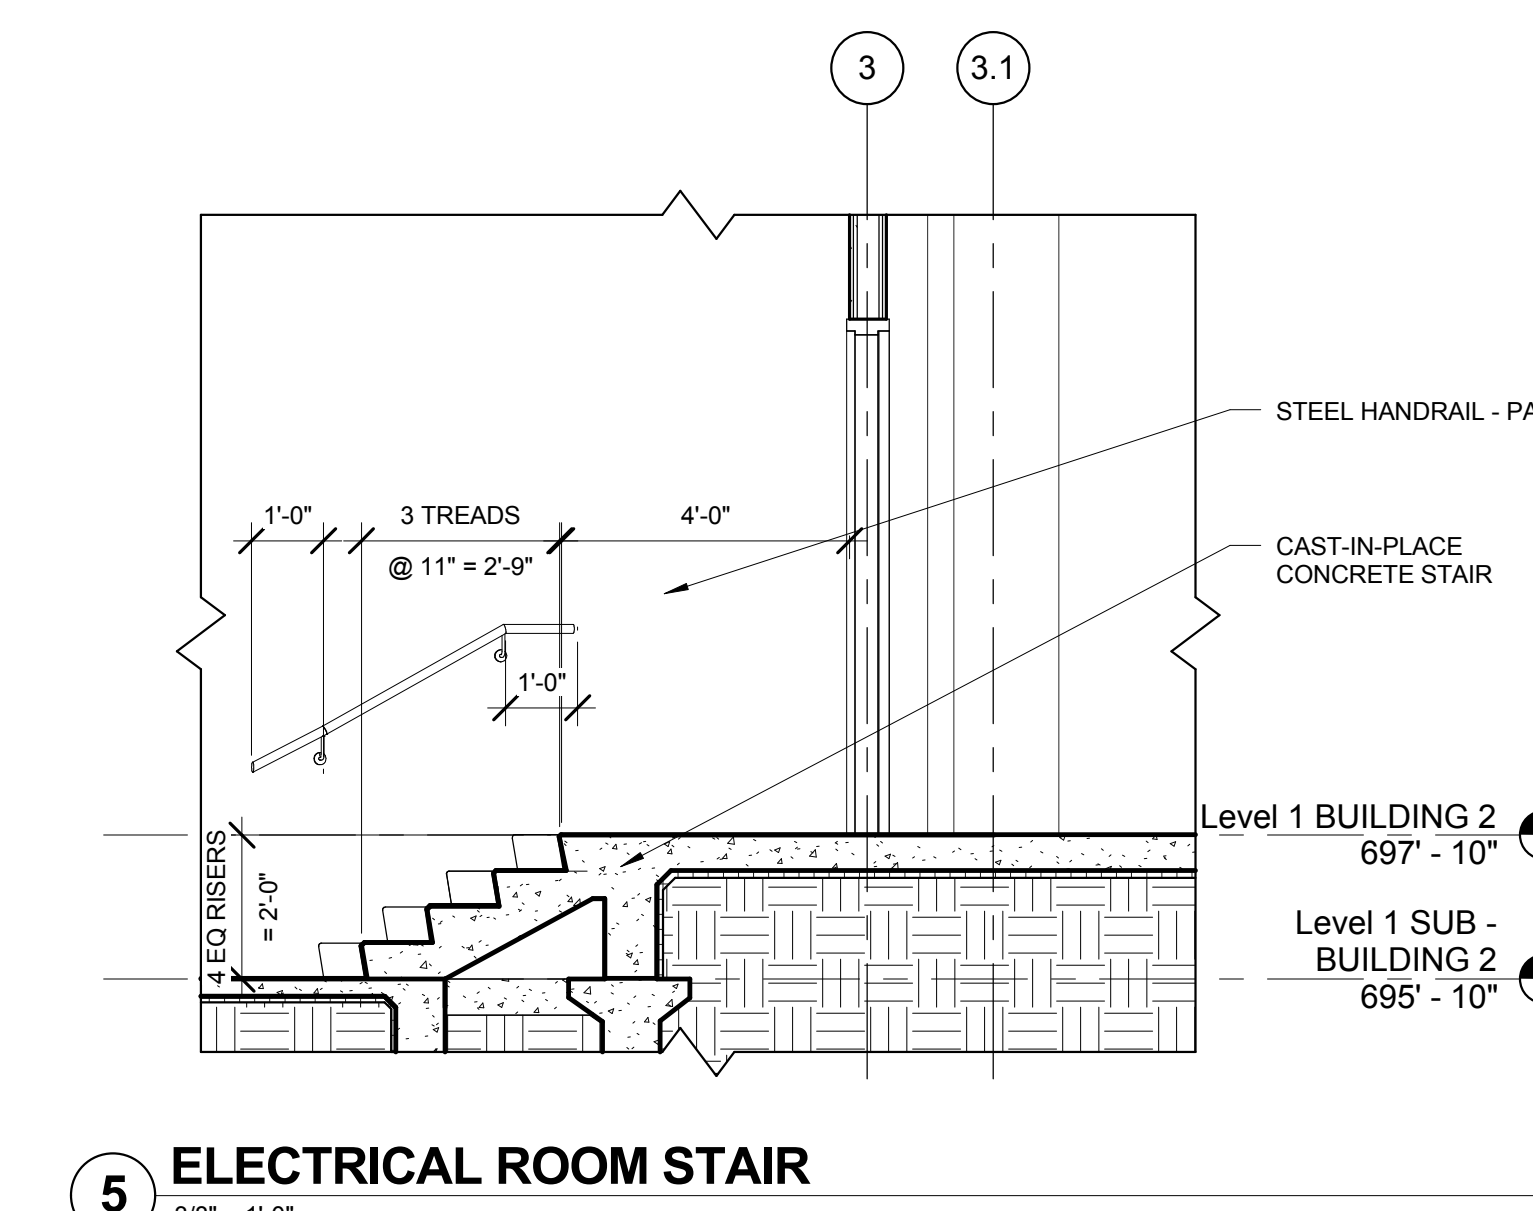 3 3.1
STEEL HANDRAIL - PA
1'-0" 3 TREADS 4'-0"
@ 11" = 2'-9"
CAST-IN-PLACE
CONCRETE STAIR
1'-0"
4 EQ RISERS
= 2'-0"
Level 1 BUILDING 2
697' - 10"
Level 1 SUB -
BUILDING 2
695' - 10"
5 ELECTRICAL ROOM STAIR